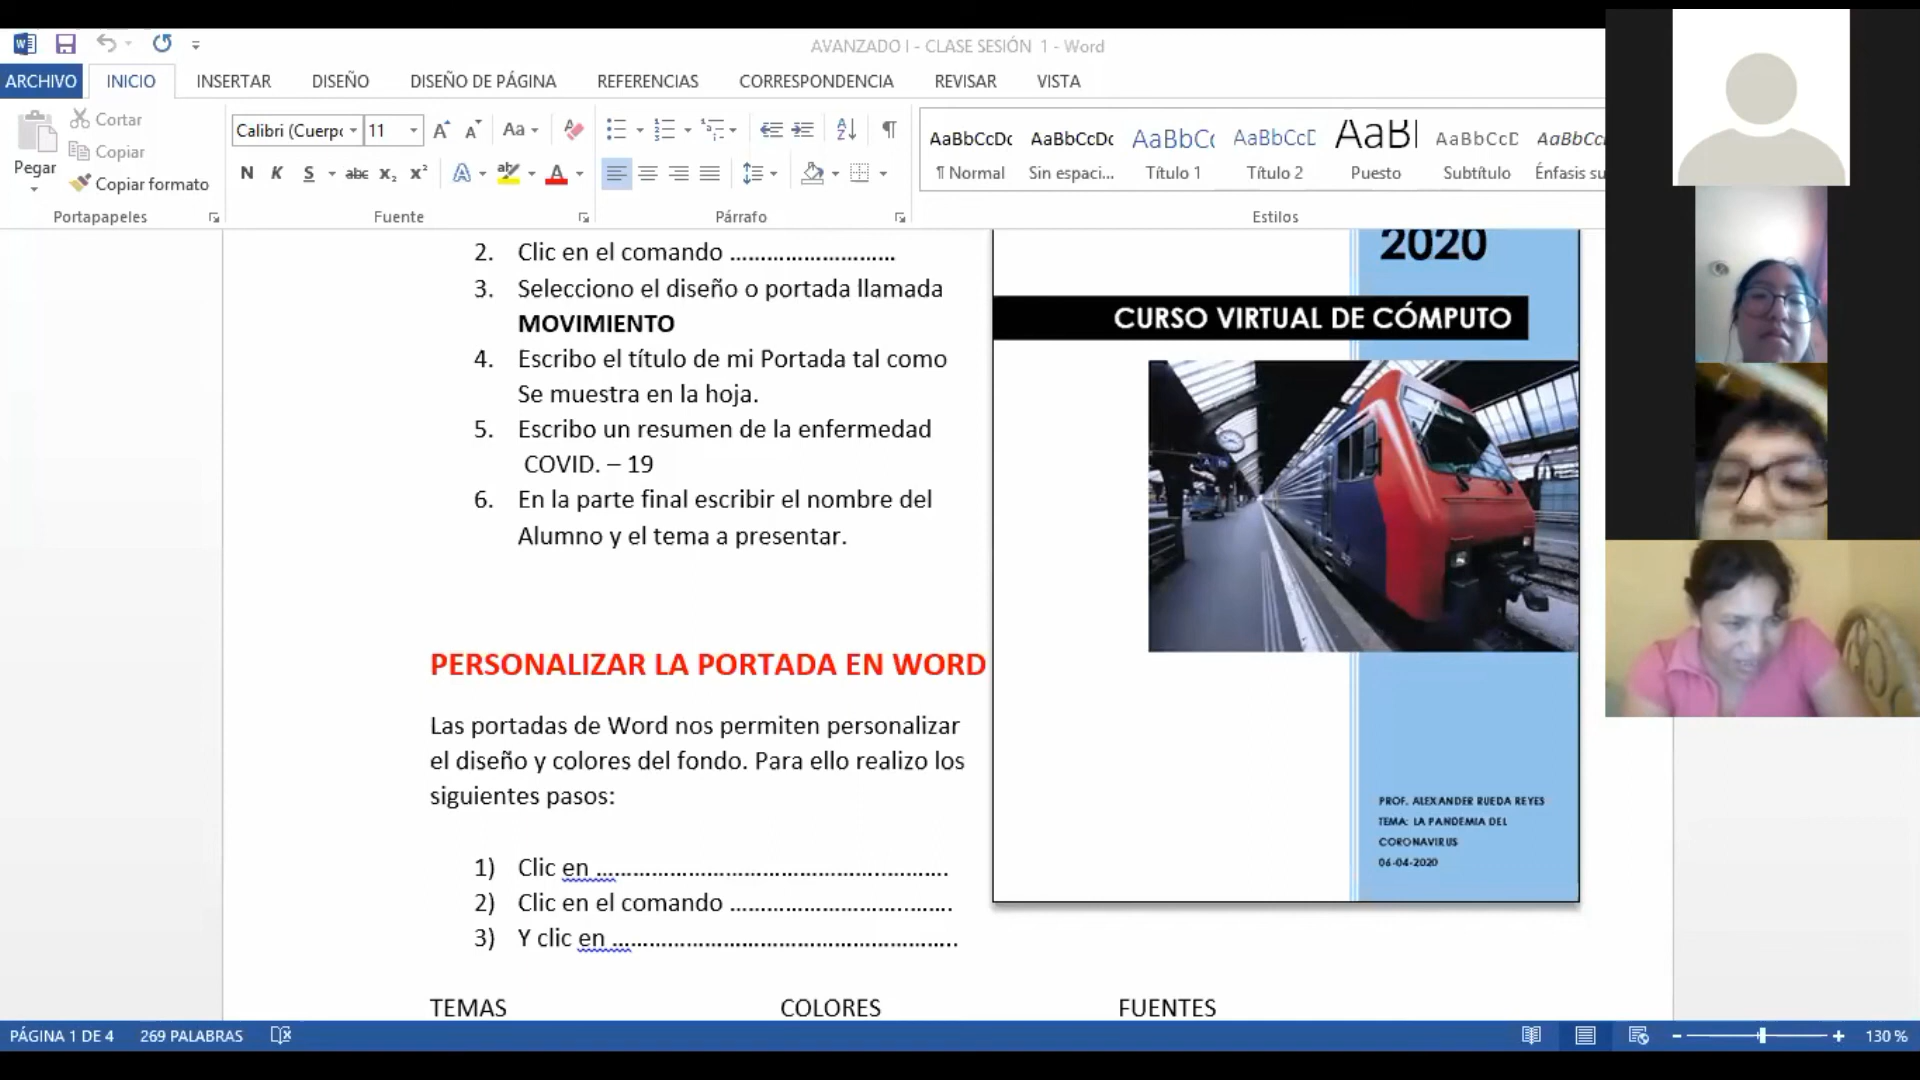 AVANZADO I - CLASE SESIÓN 1 - Word
ARCHIVO INICIO INSERTAR DISEÑO DISEÑO DE PÁGINA REFERENCIAS CORRESPONDENCIA REVISAR VISTA
Pegar
Cortar
Copiar
Copiar formato
Portapapeles
Calibri (Cuerpo 11
N K S abc x₂ x²
Fuente
Párrafo
AaBbCcDc AaBbCcDc AaBbC AaBbCcD AaB AaBbCcD AaBbCc
¶ Normal Sin espaci... Título 1 Título 2 Puesto Subtítulo Énfasis su
Estilos
2. Clic en el comando ...........................
3. Selecciono el diseño o portada llamada
MOVIMIENTO
4. Escribo el título de mi Portada tal como
Se muestra en la hoja.
5. Escribo un resumen de la enfermedad
COVID. – 19
6. En la parte final escribir el nombre del
Alumno y el tema a presentar.
2020
CURSO VIRTUAL DE CÓMPUTO
PROF. ALEXANDER RUEDA REYES
TEMA: LA PANDEMIA DEL
CORONAVIRUS
06-04-2020
PERSONALIZAR LA PORTADA EN WORD
Las portadas de Word nos permiten personalizar
el diseño y colores del fondo. Para ello realizo los
siguientes pasos:
1) Clic en ......................................................
2) Clic en el comando ..................................
3) Y clic en .....................................................
TEMAS COLORES FUENTES
PÁGINA 1 DE 4 269 PALABRAS 130 %